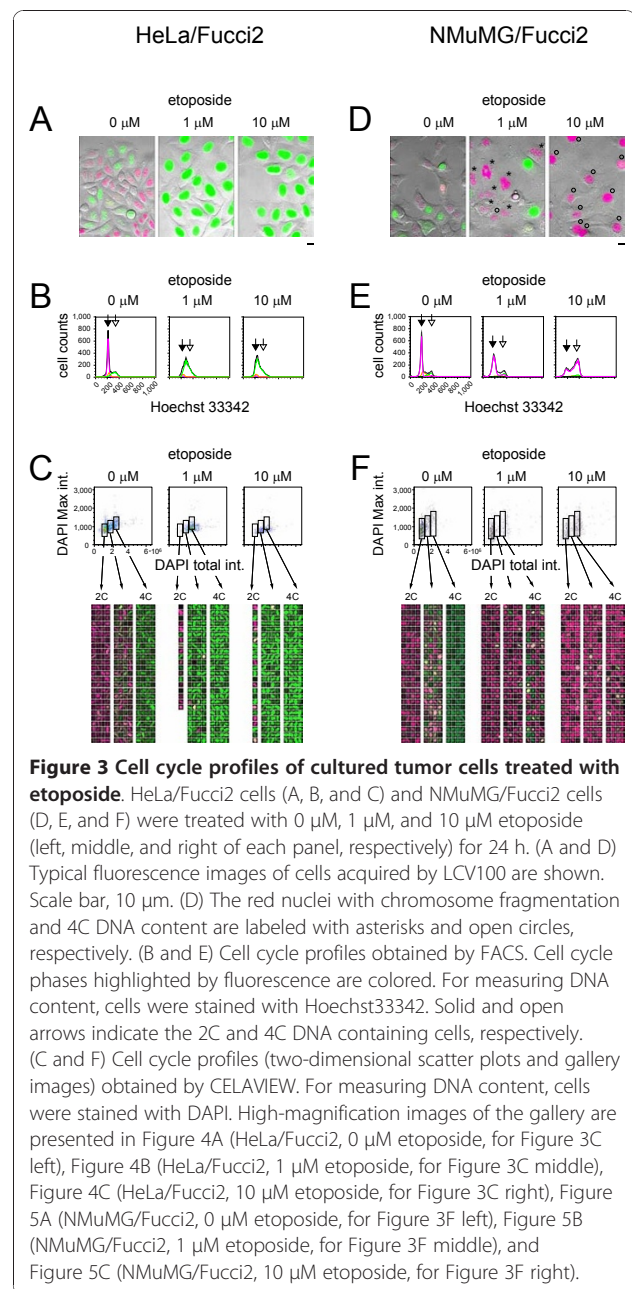 HeLa/Fucci2
NMuMG/Fucci2
A
etoposide
0 μM 1 μM 10 μM
D
etoposide
0 μM 1 μM 10 μM
B
etoposide
0 μM 1 μM 10 μM
cell counts
1,000
800
600
400
200
0
0 200 400 600 800 1,000
Hoechst 33342
E
etoposide
0 μM 1 μM 10 μM
cell counts
1,000
800
600
400
200
0
0 200 400 600 800 1,000
Hoechst 33342
C
etoposide
0 μM 1 μM 10 μM
DAPI Max int.
3,000
2,000
1,000
0
0 2 4 6×10⁶
DAPI total int.
2C 4C 2C 4C 2C 4C
F
etoposide
0 μM 1 μM 10 μM
DAPI Max int.
3,000
2,000
1,000
0
0 2 4 6×10⁶
DAPI total int.
2C 4C 2C 4C 2C 4C
Figure 3 Cell cycle profiles of cultured tumor cells treated with
etoposide. HeLa/Fucci2 cells (A, B, and C) and NMuMG/Fucci2 cells
(D, E, and F) were treated with 0 μM, 1 μM, and 10 μM etoposide
(left, middle, and right of each panel, respectively) for 24 h. (A and D)
Typical fluorescence images of cells acquired by LCV100 are shown.
Scale bar, 10 μm. (D) The red nuclei with chromosome fragmentation
and 4C DNA content are labeled with asterisks and open circles,
respectively. (B and E) Cell cycle profiles obtained by FACS. Cell cycle
phases highlighted by fluorescence are colored. For measuring DNA
content, cells were stained with Hoechst33342. Solid and open
arrows indicate the 2C and 4C DNA containing cells, respectively.
(C and F) Cell cycle profiles (two-dimensional scatter plots and gallery
images) obtained by CELAVIEW. For measuring DNA content, cells
were stained with DAPI. High-magnification images of the gallery are
presented in Figure 4A (HeLa/Fucci2, 0 μM etoposide, for Figure 3C
left), Figure 4B (HeLa/Fucci2, 1 μM etoposide, for Figure 3C middle),
Figure 4C (HeLa/Fucci2, 10 μM etoposide, for Figure 3C right), Figure
5A (NMuMG/Fucci2, 0 μM etoposide, for Figure 3F left), Figure 5B
(NMuMG/Fucci2, 1 μM etoposide, for Figure 3F middle), and
Figure 5C (NMuMG/Fucci2, 10 μM etoposide, for Figure 3F right).